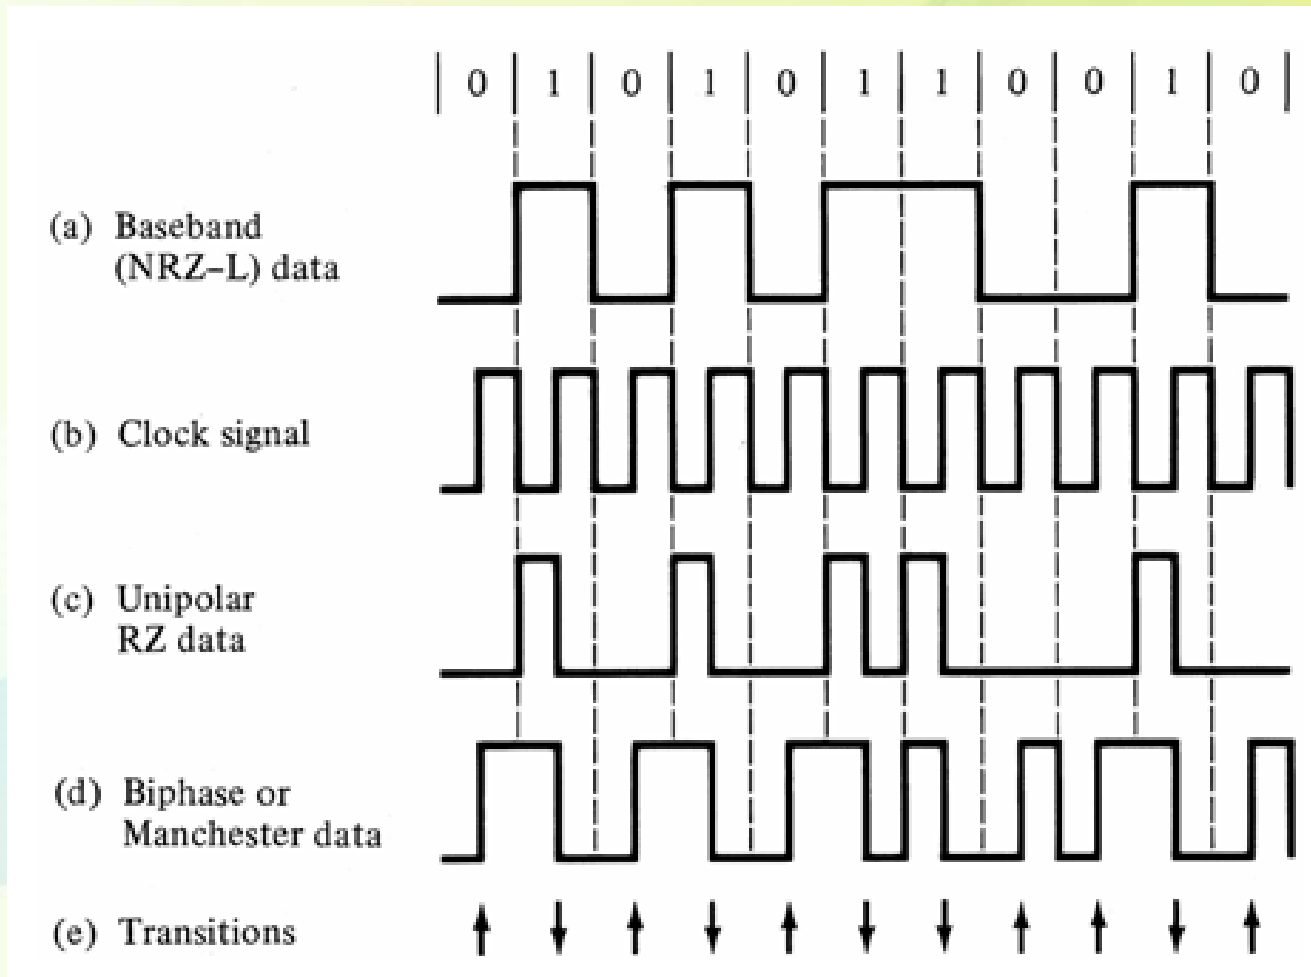 0 1 0 1 0 1 1 0 0 1 0
(a) Baseband
(NRZ–L) data
(b) Clock signal
(c) Unipolar
RZ data
(d) Biphase or
Manchester data
(e) Transitions